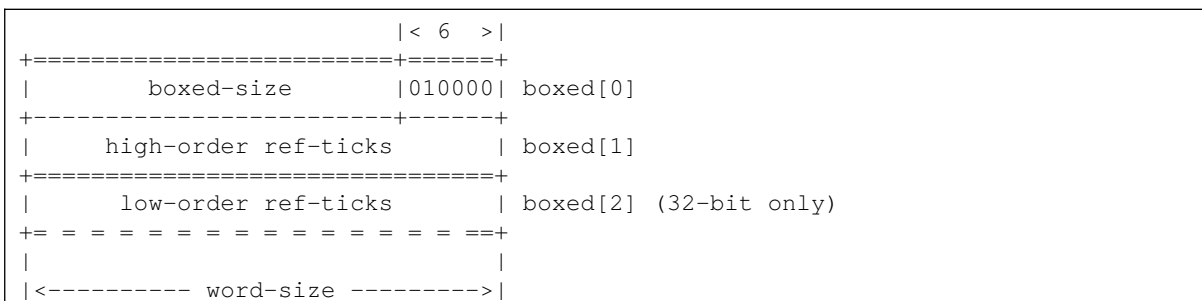 |< 6  >|
+=========================+======+
|        boxed-size       |010000| boxed[0]
+-------------------------+------+
|     high-order ref-ticks       | boxed[1]
+================================+
|      low-order ref-ticks       | boxed[2] (32-bit only)
+= = = = = = = = = = = = = = = ==+
|                                |
|<---------- word-size --------->|